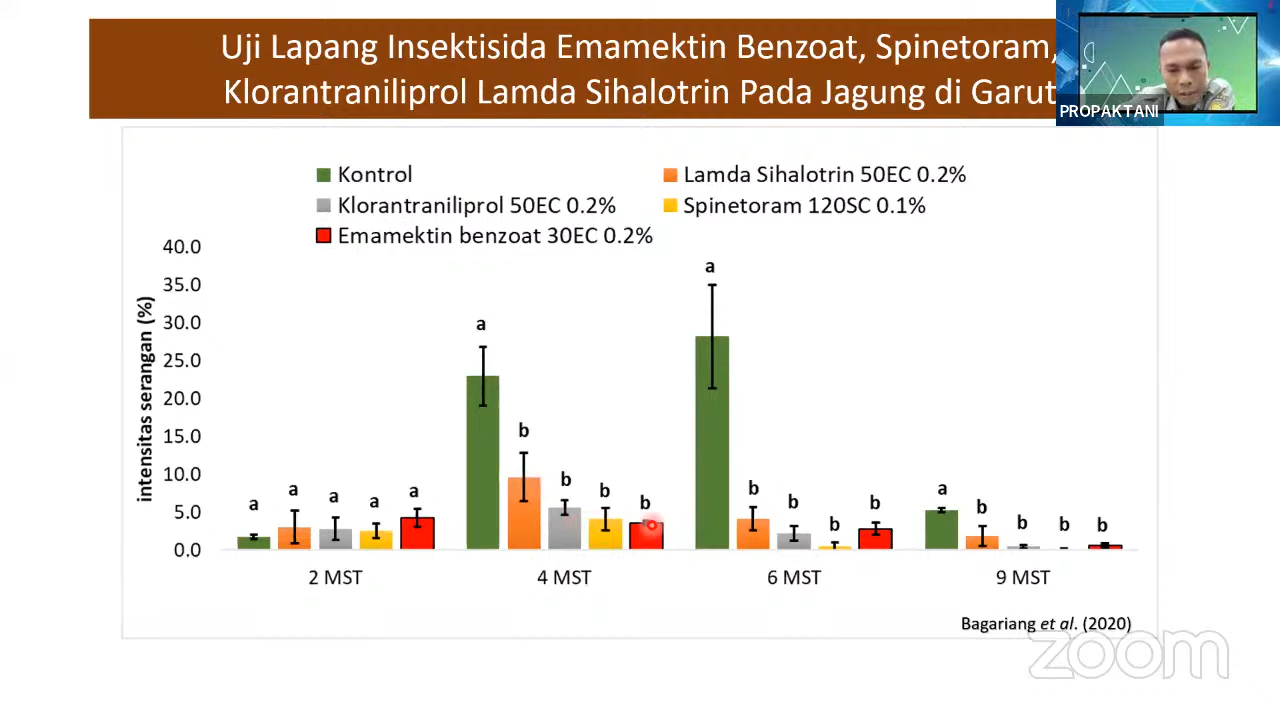 Uji Lapang Insektisida Emamektin Benzoat, Spinetoram,
Klorantraniliprol Lamda Sihalotrin Pada Jagung di Garut
PROPAKTANI
Kontrol
Lamda Sihalotrin 50EC 0.2%
Klorantraniliprol 50EC 0.2%
Spinetoram 120SC 0.1%
Emamektin benzoat 30EC 0.2%
intensitas serangan (%)
40.0
35.0
30.0
25.0
20.0
15.0
10.0
5.0
0.0
a a a a a
a b b b b
a b b b b
a b b b b
2 MST
4 MST
6 MST
9 MST
Bagariang et al. (2020)
zoom